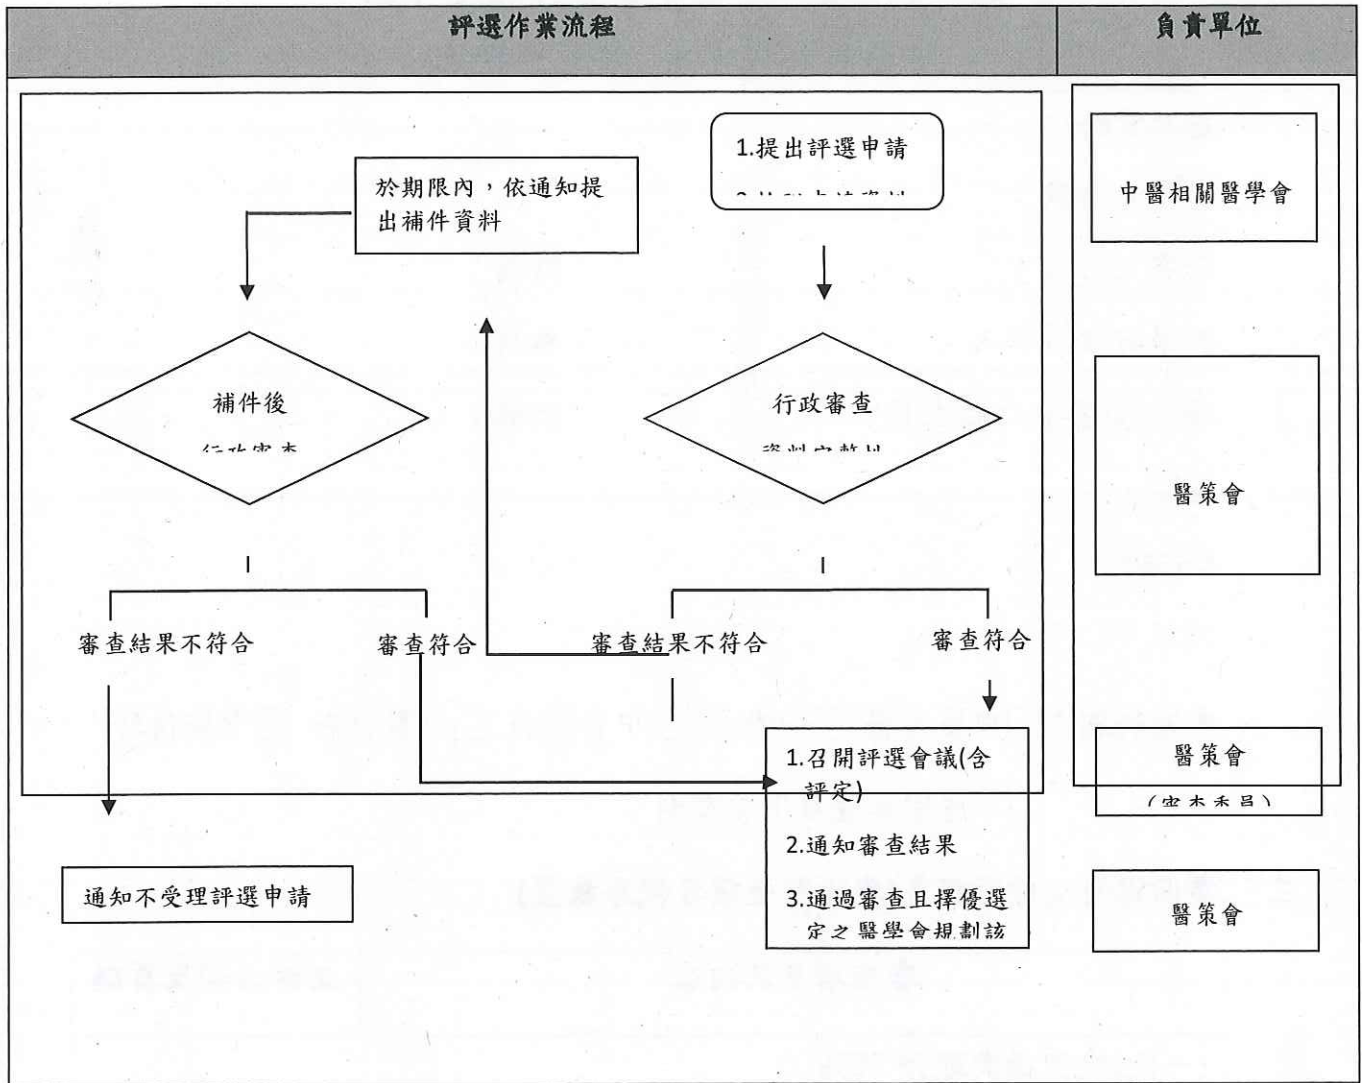 評選作業流程
負責單位
1.提出評選申請
於期限內，依通知提
出補件資料
中醫相關醫學會
補件後
行政審查
醫策會
審查結果不符合
審查符合
審查結果不符合
審查符合
1.召開評選會議(含
評定)
2.通知審查結果
3.通過審查且擇優選
定之醫學會規劃該
醫策會
(審查委員)
通知不受理評選申請
醫策會